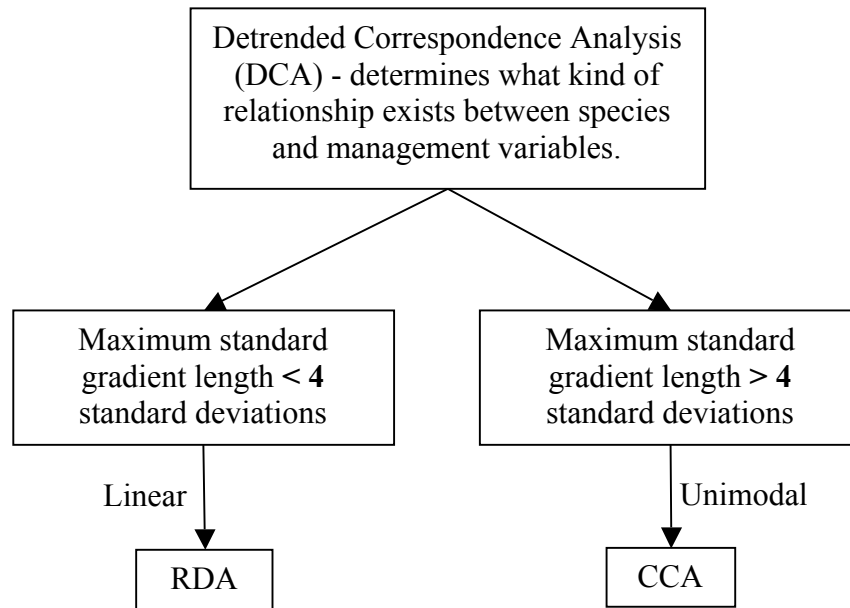 Detrended Correspondence Analysis
(DCA) - determines what kind of
relationship exists between species
and management variables.
Maximum standard
gradient length < 4
standard deviations
Maximum standard
gradient length > 4
standard deviations
Linear
Unimodal
RDA
CCA